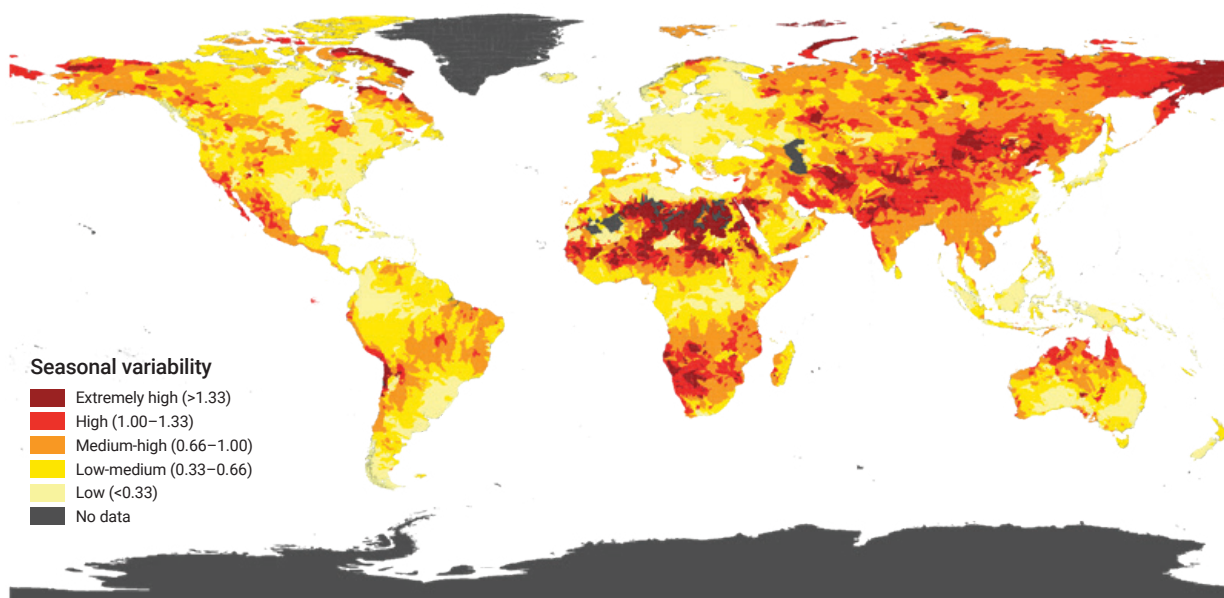 Seasonal variability
Extremely high (>1.33)
High (1.00–1.33)
Medium-high (0.66–1.00)
Low-medium (0.33–0.66)
Low (<0.33)
No data